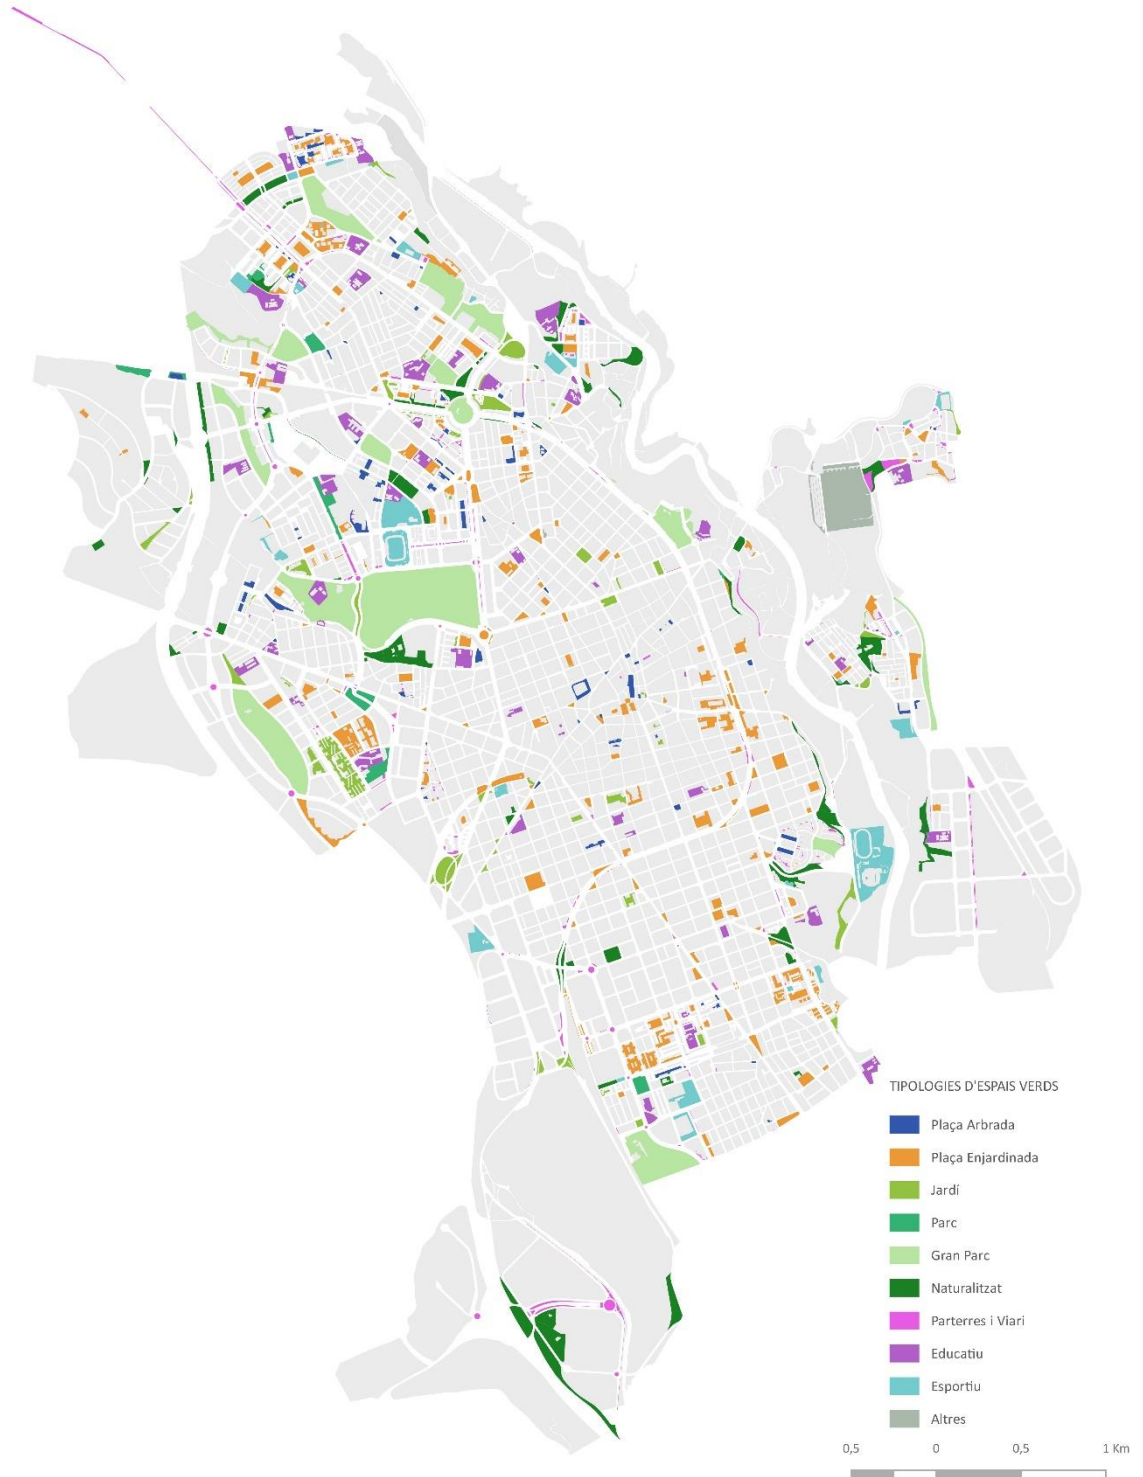 TIPOLOGIES D'ESPAIS VERDS
Plaça Arbrada
Plaça Enjardinada
Jardí
Parc
Gran Parc
Naturalitzat
Parterres i Viari
Educatiu
Esportiu
Altres
0,5 0 0,5 1 Km